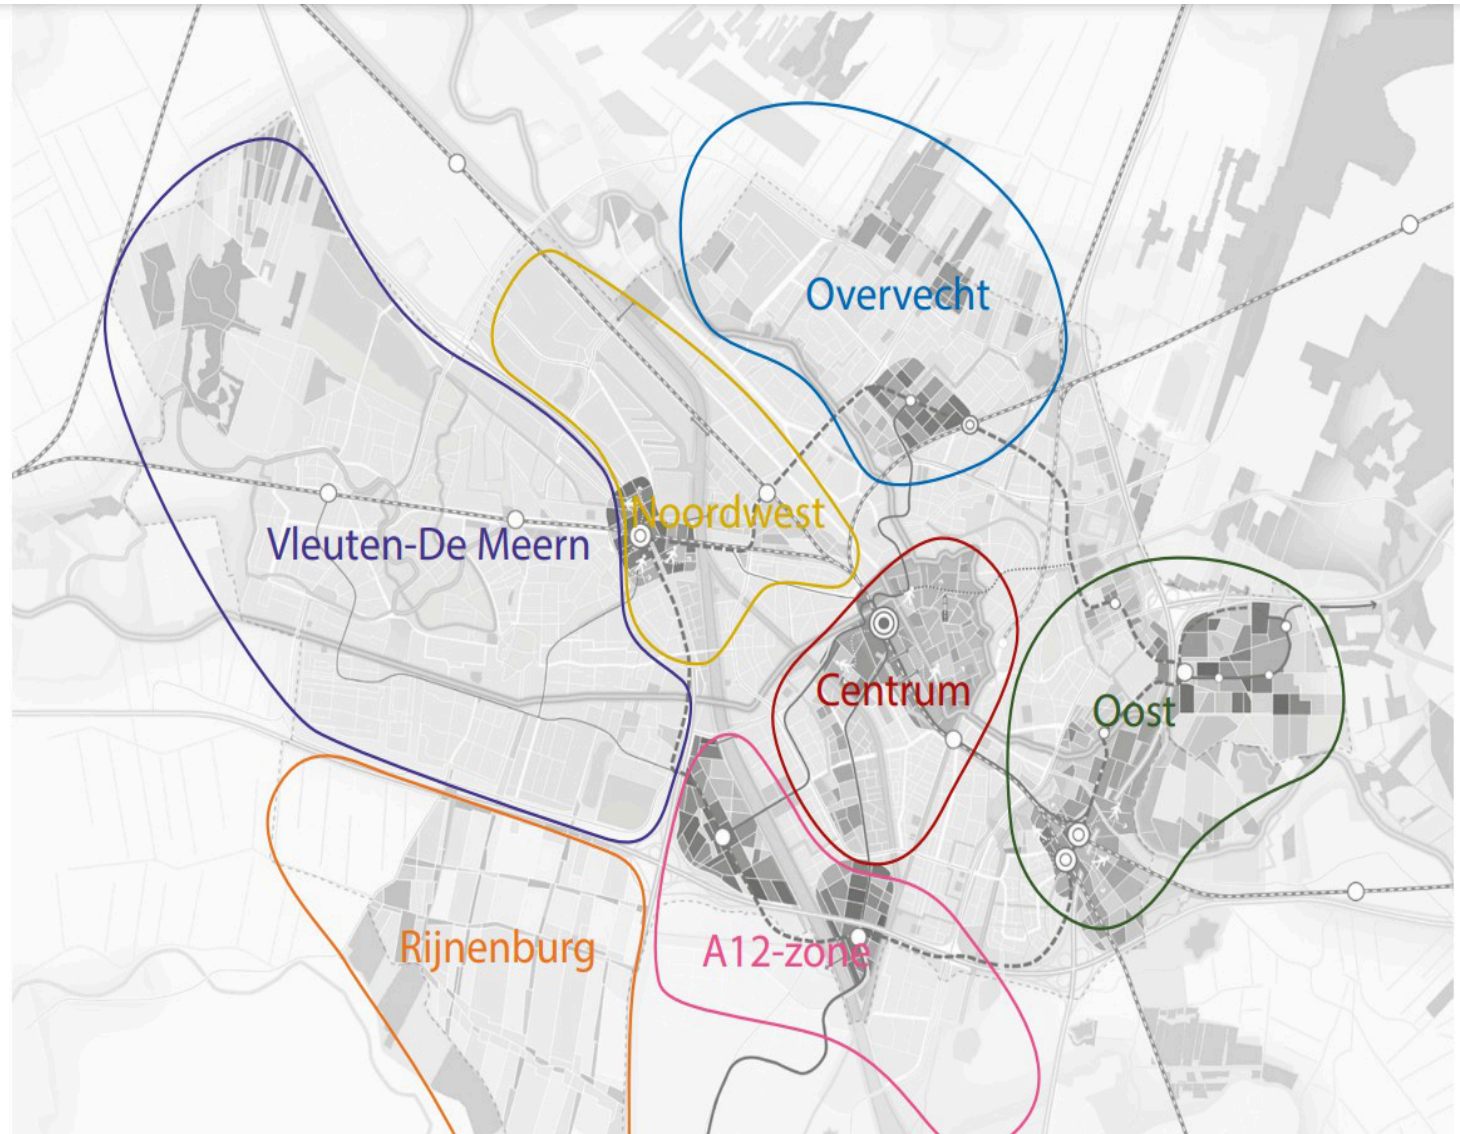 Overvecht
Noordwest
Vleuten-De Meern
Centrum
Oost
Rijnenburg
A12-zone